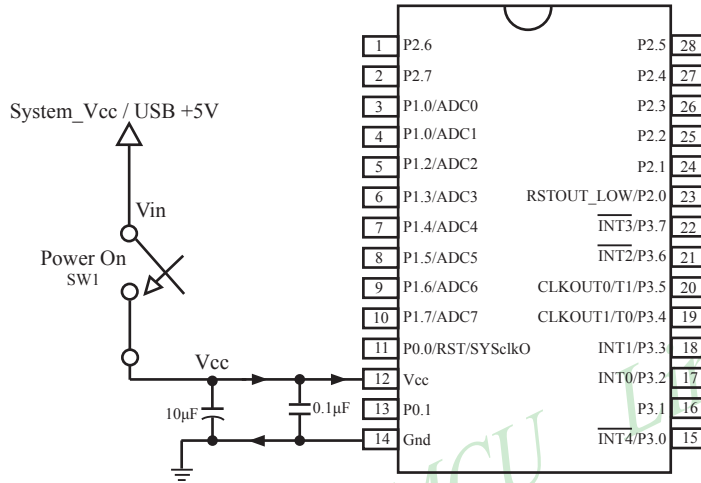 System_Vcc / USB +5V
Vin
Power On
SW1
Vcc
10μF
0.1μF
1 P2.6
2 P2.7
3 P1.0/ADC0
4 P1.0/ADC1
5 P1.2/ADC2
6 P1.3/ADC3
7 P1.4/ADC4
8 P1.5/ADC5
9 P1.6/ADC6
10 P1.7/ADC7
11 P0.0/RST/SYSclkO
12 Vcc
13 P0.1
14 Gnd
P2.5 28
P2.4 27
P2.3 26
P2.2 25
P2.1 24
RSTOUT_LOW/P2.0 23
INT3/P3.7 22
INT2/P3.6 21
CLKOUT0/T1/P3.5 20
CLKOUT1/T0/P3.4 19
INT1/P3.3 18
INT0/P3.2 17
P3.1 16
INT4/P3.0 15
MCU